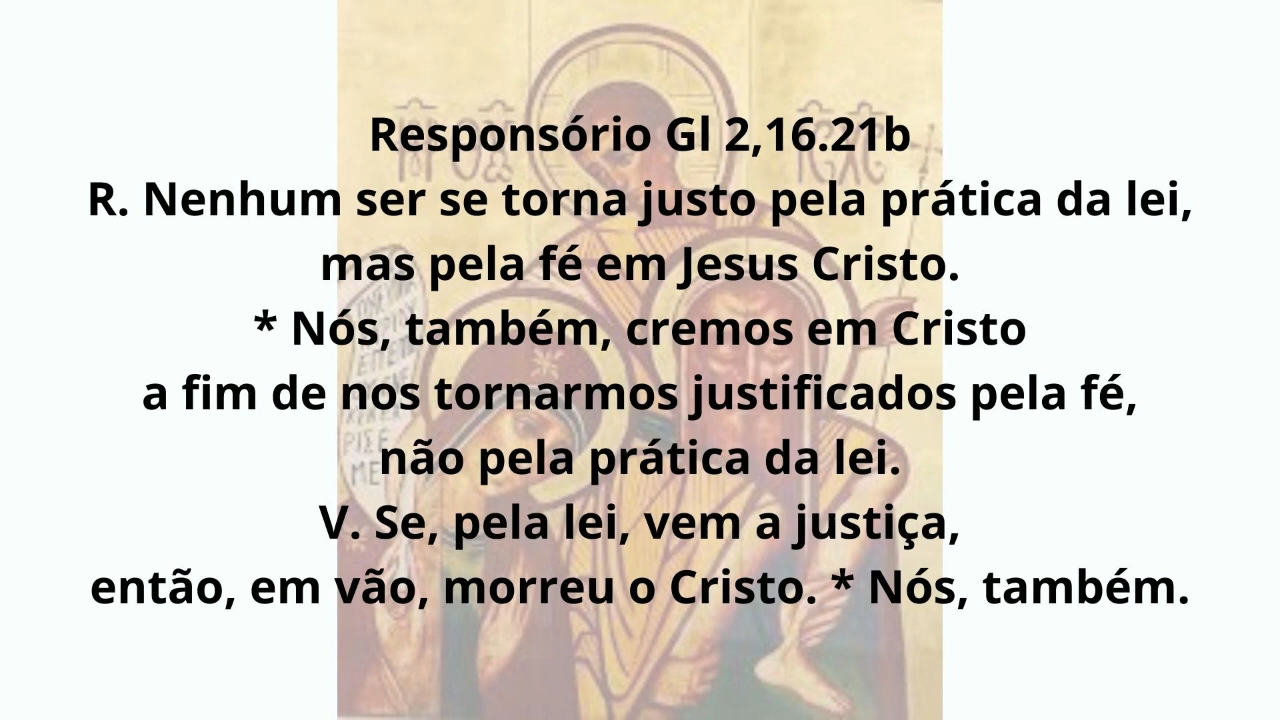 Responsório Gl 2,16.21b
R. Nenhum ser se torna justo pela prática da lei,
mas pela fé em Jesus Cristo.
* Nós, também, cremos em Cristo
a fim de nos tornarmos justificados pela fé,
não pela prática da lei.
V. Se, pela lei, vem a justiça,
então, em vão, morreu o Cristo. * Nós, também.